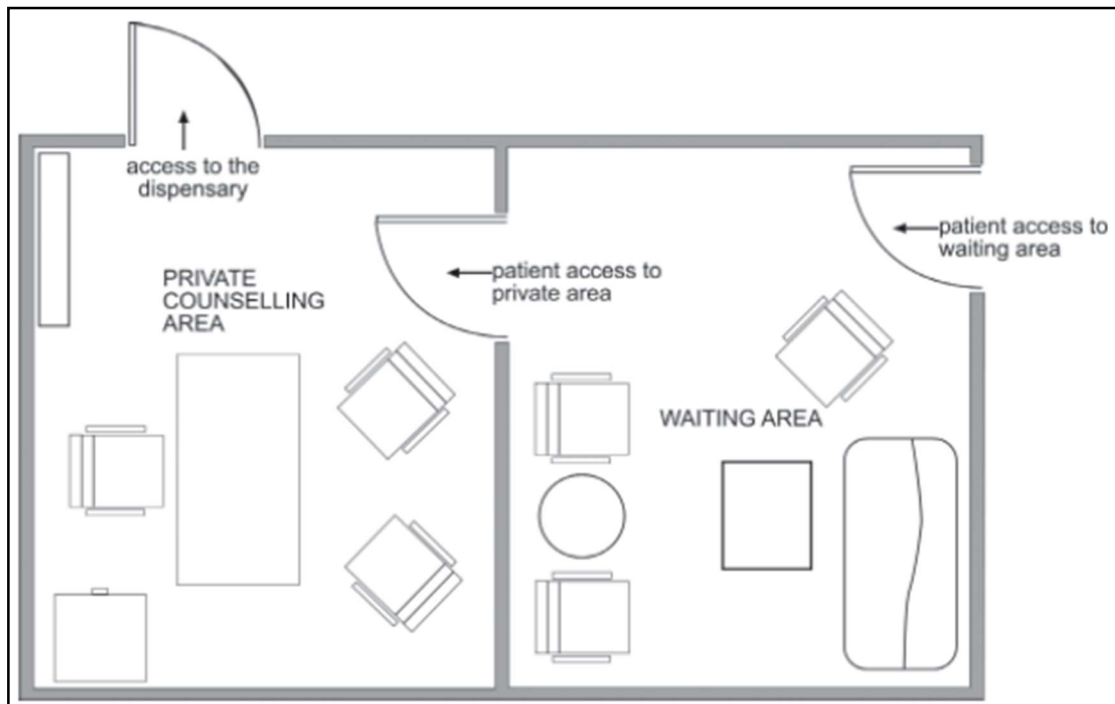 access to the
dispensary
patient access to
waiting area
patient access to
private area
PRIVATE
COUNSELLING
AREA
WAITING AREA